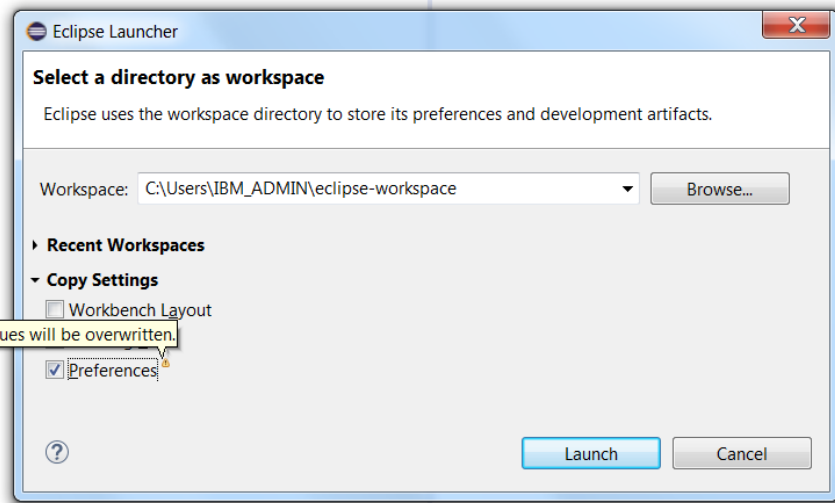 Eclipse Launcher
Select a directory as workspace
Eclipse uses the workspace directory to store its preferences and development artifacts.
Workspace: C:\Users\IBM_ADMIN\eclipse-workspace Browse...
Recent Workspaces
Copy Settings
Workbench Layout
ues will be overwritten.
Preferences
? Launch Cancel